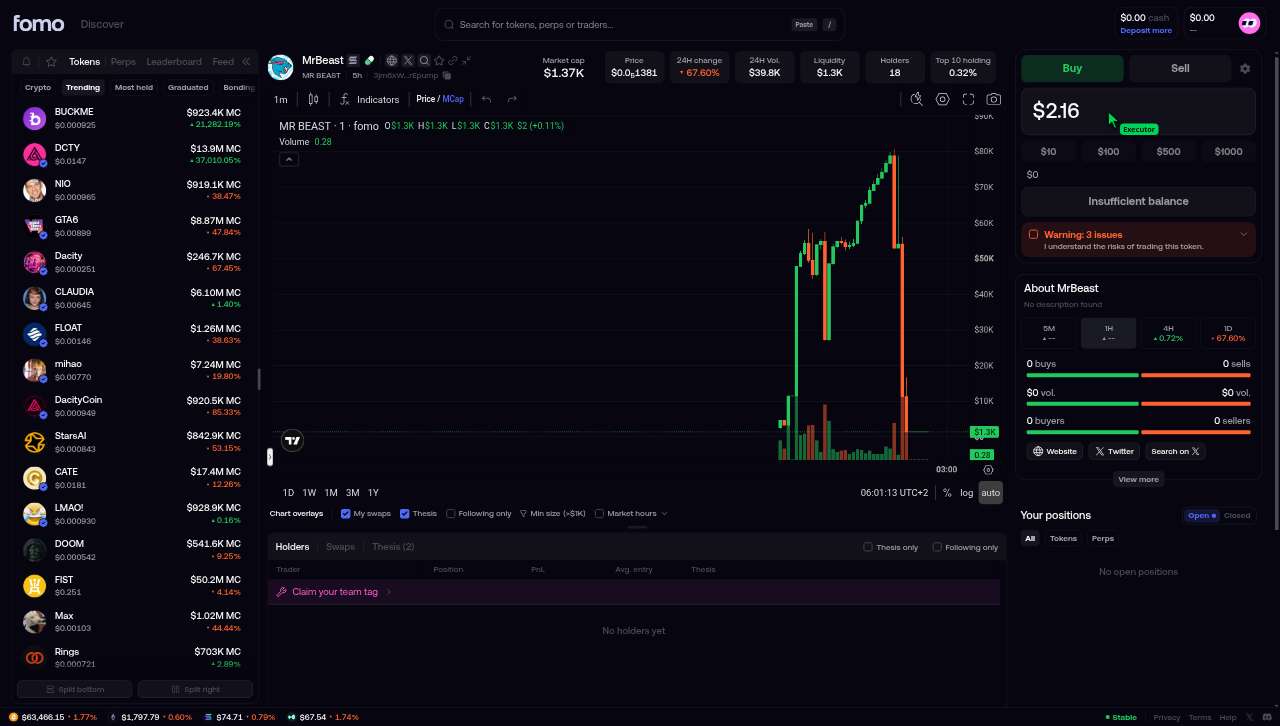 fomo Discover
Search for tokens, perps or traders... Paste /
$0.00 cash $0.00
Deposit more —
Tokens Perps Leaderboard Feed
Crypto Trending Most held Graduated Bonding
BUCKME $923.4K MC
$0.000925 21,282.19%
DCTY $13.9M MC
$0.0147 37,010.05%
NIO $919.1K MC
$0.000965 38.47%
GTA6 $8.87M MC
$0.00899 47.84%
Dacity $246.7K MC
$0.000251 67.45%
CLAUDIA $6.10M MC
$0.00645 1.40%
FLOAT $1.26M MC
$0.00146 38.63%
mihao $7.24M MC
$0.00770 19.80%
DacityCoin $920.5K MC
$0.000949 85.33%
StarsAI $842.9K MC
$0.000843 53.15%
CATE $17.4M MC
$0.0181 12.26%
LMAO! $928.9K MC
$0.000930 0.16%
DOOM $541.6K MC
$0.000542 9.25%
FIST $50.2M MC
$0.251 4.14%
Max $1.02M MC
$0.00103 44.44%
Rings $703K MC
$0.000721 2.89%
Split bottom Split right
MrBeast
MR BEAST 5h 3jm6xW...rEpump
Market cap
$1.37K
Price
$0.0₅1381
24H change
67.60%
24H Vol.
$39.8K
Liquidity
$1.3K
Holders
18
Top 10 holding
0.32%
1m Indicators Price / MCap
MR BEAST · 1 · fomo O$1.3K H$1.3K L$1.3K C$1.3K $2 (+0.11%)
Volume 0.28
$90K
$80K
$70K
$60K
$50K
$40K
$30K
$20K
$10K
$1.3K
$0
0.28
03:00
1D 1W 1M 3M 1Y 06:01:13 UTC+2 % log auto
Chart overlays My swaps Thesis Following only Min size (>$1K) Market hours
Holders Swaps Thesis (2) Thesis only Following only
Trader Position PnL Avg. entry Thesis
Claim your team tag
No holders yet
Buy Sell
$2.16
Executor
$10 $100 $500 $1000
$0
Insufficient balance
Warning: 3 issues
I understand the risks of trading this token.
About MrBeast
No description found
5M 1H 4H 1D
-- -- 0.72% 67.60%
0 buys 0 sells
$0 vol. $0 vol.
0 buyers 0 sellers
Website Twitter Search on X
View more
Your positions Open Closed
All Tokens Perps
No open positions
$63,466.15 1.77% $1,797.79 0.60% $74.71 0.79% $67.54 1.74%
Stable Privacy Terms Help